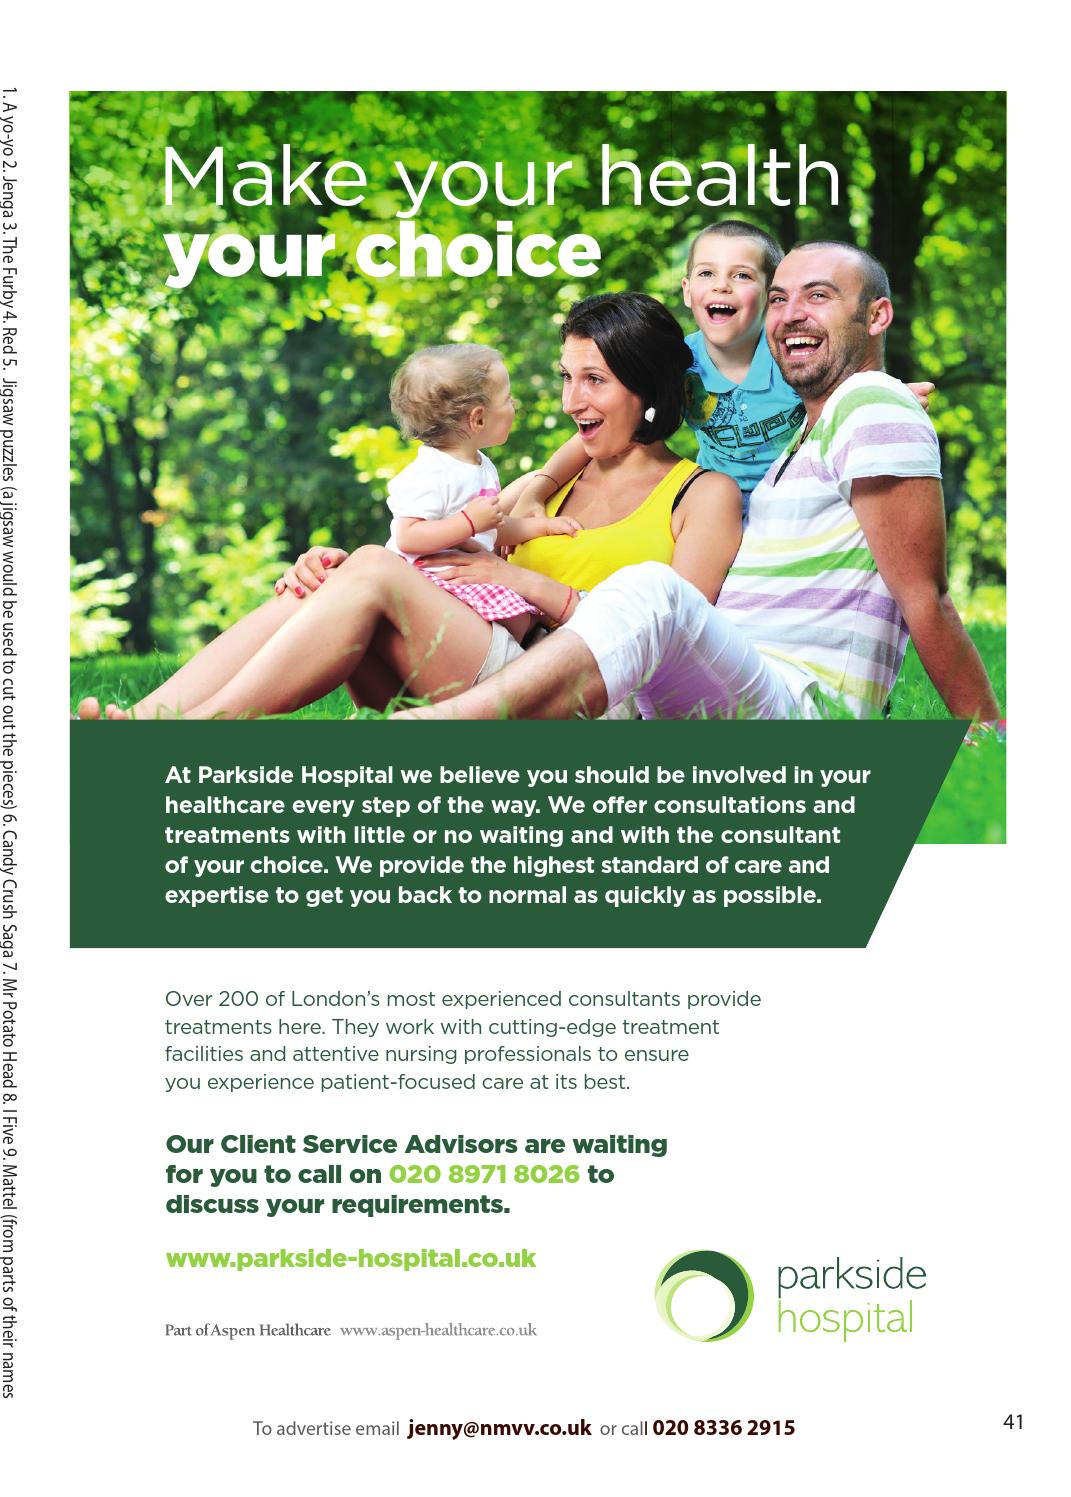 1. A yo-yo 2. Jenga 3. The Furby 4. Red 5.  Jigsaw puzzles (a jigsaw would be used to cut out the pieces) 6. Candy Crush Saga 7. Mr Potato Head 8. I Five 9. Mattel (from parts of their names
Make your health
your choice
At Parkside Hospital we believe you should be involved in your
healthcare every step of the way. We offer consultations and
treatments with little or no waiting and with the consultant
of your choice. We provide the highest standard of care and
expertise to get you back to normal as quickly as possible.
Over 200 of London's most experienced consultants provide
treatments here. They work with cutting-edge treatment
facilities and attentive nursing professionals to ensure
you experience patient-focused care at its best.
Our Client Service Advisors are waiting
for you to call on 020 8971 8026 to
discuss your requirements.
www.parkside-hospital.co.uk
Part of Aspen Healthcare www.aspen-healthcare.co.uk
parkside
hospital
To advertise email jenny@nmvv.co.uk or call 020 8336 2915
41